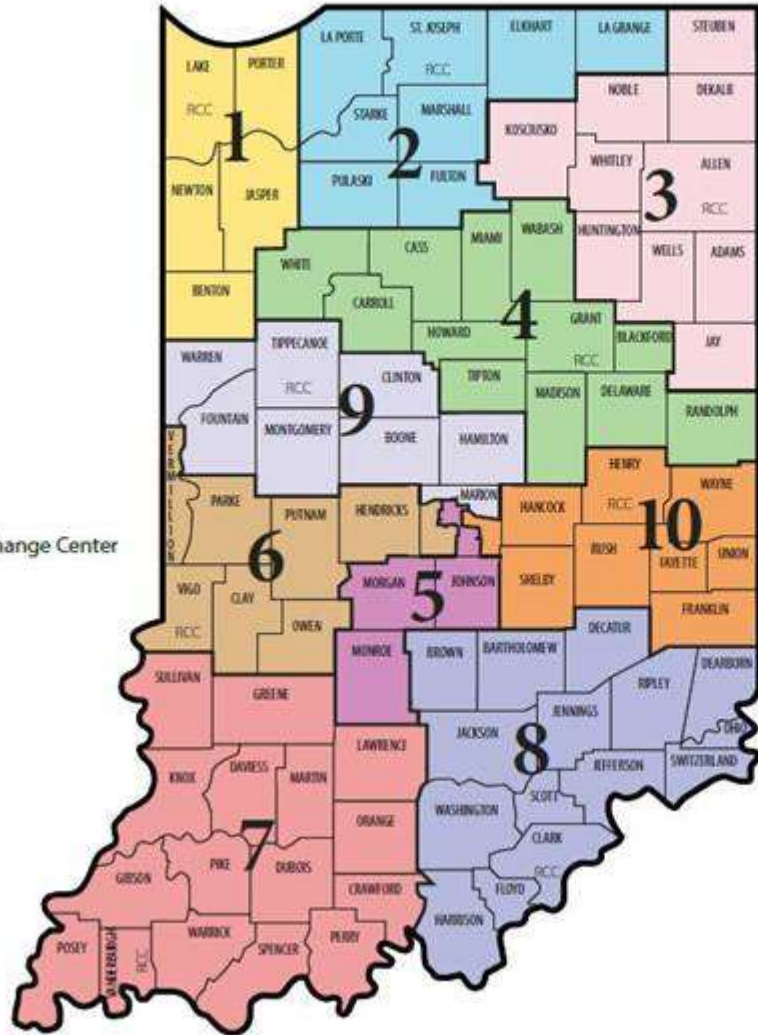 LA PORTE
ST. JOSEPH
ELKHART
LA GRANGE
STEUBEN
LAKE
PORTER
RCC
NOBLE
DEKALB
RCC
1
STARKE
MARSHALL
2
KOSCIUSKO
WHITLEY
ALLEN
3
RCC
NEWTON
JASPER
PULASKI
FULTON
HUNTINGTON
WELLS
ADAMS
MIAMI
WABASH
CASS
WHITE
BENTON
CARROLL
4
GRANT
HOWARD
RCC
BLACKFORD
JAY
WARREN
TIPPECANOE
CLINTON
TIPTON
RCC
9
MADISON
DELAWARE
RANDOLPH
FOUNTAIN
MONTGOMERY
BOONE
HAMILTON
VERMILLION
HENRY
WAYNE
MARION
PARKE
PUTNAM
HENDRICKS
HANCOCK
RCC
10
hange Center
6
RUSH
FAYETTE
UNION
VIGO
CLAY
MORGAN
5
JOHNSON
SHELBY
RCC
OWEN
FRANKLIN
DECATUR
MONROE
BROWN
BARTHOLOMEW
DEARBORN
SULLIVAN
GREENE
RIPLEY
JENNINGS
OHIO
JACKSON
8
LAWRENCE
JEFFERSON
SWITZERLAND
KNOX
DAVIESS
MARTIN
SCOTT
WASHINGTON
ORANGE
7
CLARK
PIKE
DUBOIS
RCC
GIBSON
CRAWFORD
FLOYD
HARRISON
WARRICK
POSEY
VANDERBURGH
RCC
SPENCER
PERRY